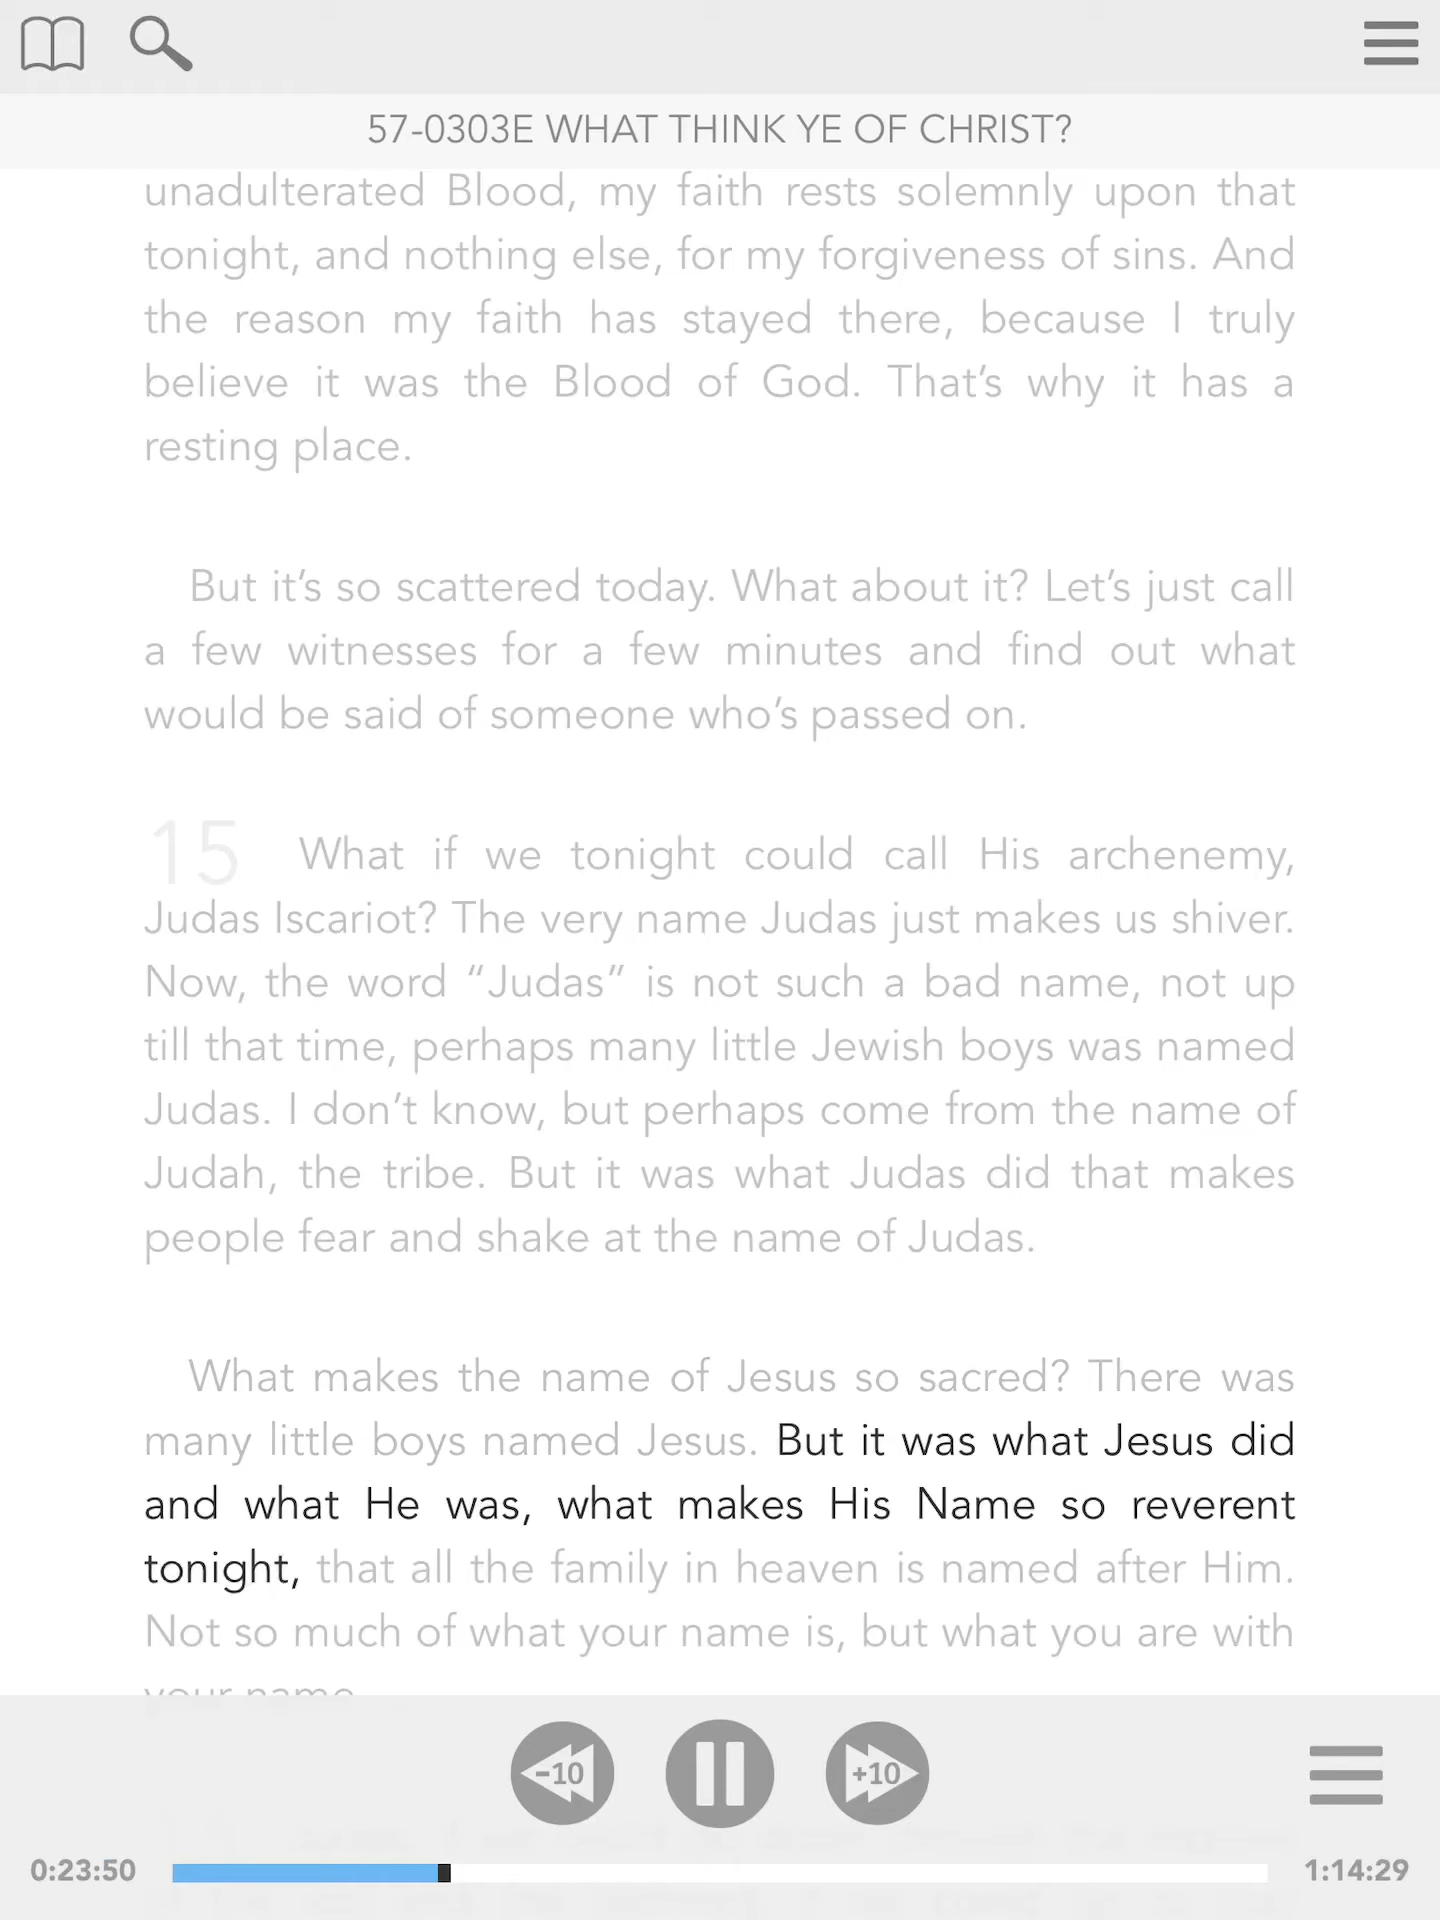 57-0303E WHAT THINK YE OF CHRIST?
unadulterated Blood, my faith rests solemnly upon that
tonight, and nothing else, for my forgiveness of sins. And
the reason my faith has stayed there, because I truly
believe it was the Blood of God. That’s why it has a
resting place.
But it’s so scattered today. What about it? Let’s just call
a few witnesses for a few minutes and find out what
would be said of someone who’s passed on.
15 What if we tonight could call His archenemy,
Judas Iscariot? The very name Judas just makes us shiver.
Now, the word “Judas” is not such a bad name, not up
till that time, perhaps many little Jewish boys was named
Judas. I don’t know, but perhaps come from the name of
Judah, the tribe. But it was what Judas did that makes
people fear and shake at the name of Judas.
What makes the name of Jesus so sacred? There was
many little boys named Jesus. But it was what Jesus did
and what He was, what makes His Name so reverent
tonight, that all the family in heaven is named after Him.
Not so much of what your name is, but what you are with
your name
-10 +10
0:23:50 1:14:29